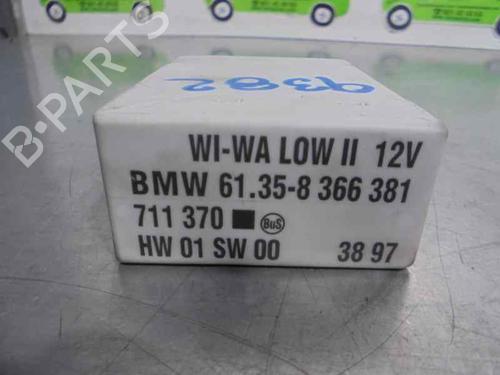 9382
WI-WA LOW II 12V
BMW 61.35-8 366 381
711 370 BuS
HW 01 SW 00 38 97
B-PARTS